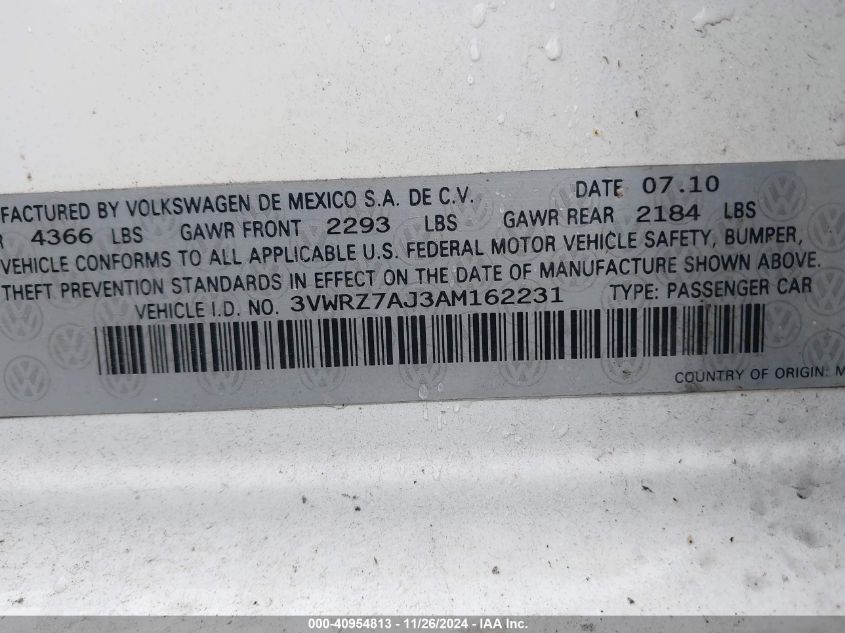 FACTURED BY VOLKSWAGEN DE MEXICO S.A. DE C.V. DATE 07.10
R 4366 LBS GAWR FRONT 2293 LBS GAWR REAR 2184 LBS
VEHICLE CONFORMS TO ALL APPLICABLE U.S. FEDERAL MOTOR VEHICLE SAFETY, BUMPER,
THEFT PREVENTION STANDARDS IN EFFECT ON THE DATE OF MANUFACTURE SHOWN ABOVE.
VEHICLE I.D. NO. 3VWRZ7AJ3AM162231 TYPE: PASSENGER CAR
COUNTRY OF ORIGIN: M
000-40954813 - 11/26/2024 - IAA Inc.